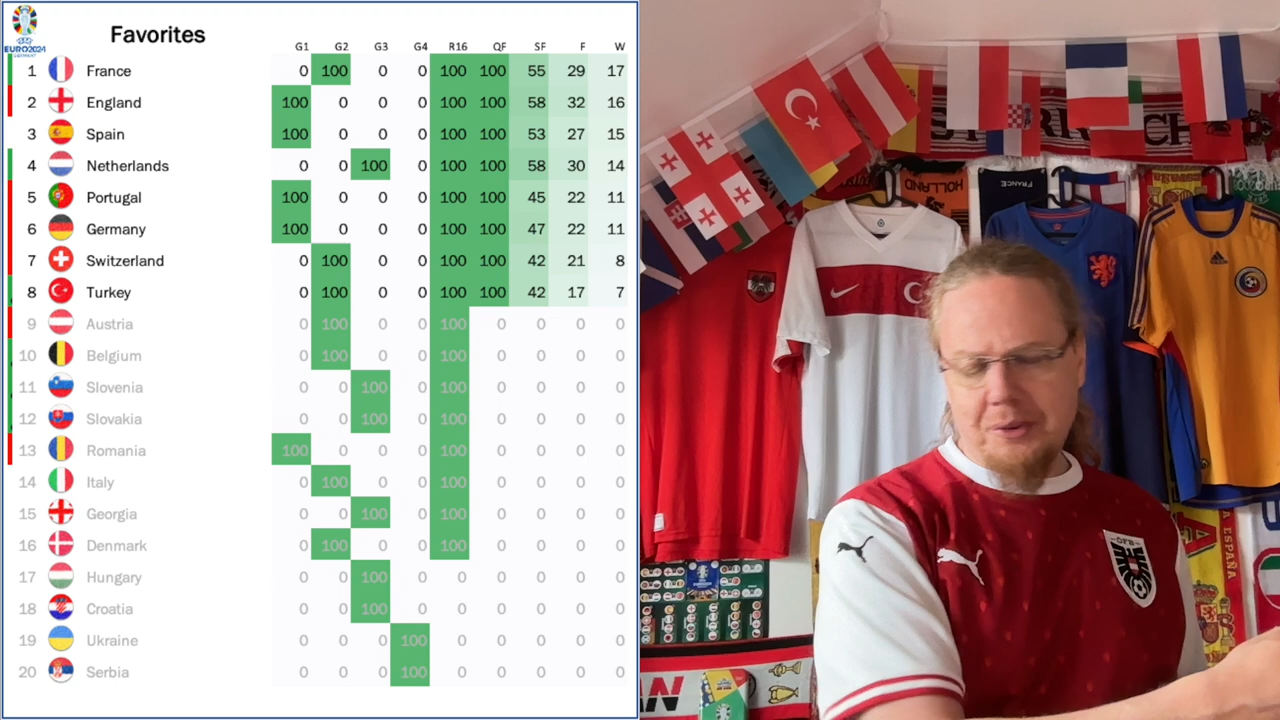 EURO2024
GERMANY
Favorites
G1 G2 G3 G4 R16 QF SF F W
1 France 0 100 0 0 100 100 55 29 17
2 England 100 0 0 0 100 100 58 32 16
3 Spain 100 0 0 0 100 100 53 27 15
4 Netherlands 0 0 100 0 100 100 58 30 14
5 Portugal 100 0 0 0 100 100 45 22 11
6 Germany 100 0 0 0 100 100 47 22 11
7 Switzerland 0 100 0 0 100 100 42 21 8
8 Turkey 0 100 0 0 100 100 42 17 7
9 Austria 0 100 0 0 100 0 0 0 0
10 Belgium 0 100 0 0 100 0 0 0 0
11 Slovenia 0 0 100 0 100 0 0 0 0
12 Slovakia 0 0 100 0 100 0 0 0 0
13 Romania 100 0 0 0 100 0 0 0 0
14 Italy 0 100 0 0 100 0 0 0 0
15 Georgia 0 0 100 0 100 0 0 0 0
16 Denmark 0 100 0 0 100 0 0 0 0
17 Hungary 0 0 100 0 0 0 0 0 0
18 Croatia 0 0 100 0 0 0 0 0 0
19 Ukraine 0 0 0 100 0 0 0 0 0
20 Serbia 0 0 0 100 0 0 0 0 0
HOLLAND
FRANCE
ESPAÑA